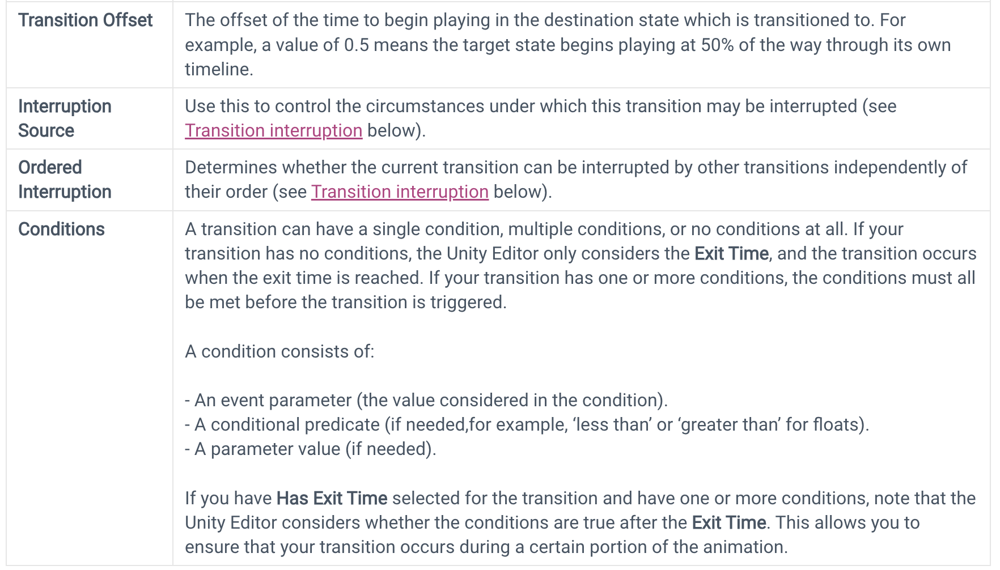 Transition Offset
The offset of the time to begin playing in the destination state which is transitioned to. For
example, a value of 0.5 means the target state begins playing at 50% of the way through its own
timeline.
Interruption
Source
Use this to control the circumstances under which this transition may be interrupted (see
Transition interruption below).
Ordered
Interruption
Determines whether the current transition can be interrupted by other transitions independently of
their order (see Transition interruption below).
Conditions
A transition can have a single condition, multiple conditions, or no conditions at all. If your
transition has no conditions, the Unity Editor only considers the Exit Time, and the transition occurs
when the exit time is reached. If your transition has one or more conditions, the conditions must all
be met before the transition is triggered.
A condition consists of:
- An event parameter (the value considered in the condition).
- A conditional predicate (if needed,for example, ‘less than’ or ‘greater than’ for floats).
- A parameter value (if needed).
If you have Has Exit Time selected for the transition and have one or more conditions, note that the
Unity Editor considers whether the conditions are true after the Exit Time. This allows you to
ensure that your transition occurs during a certain portion of the animation.